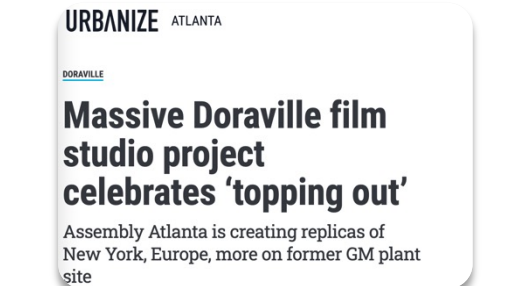 URBANIZE ATLANTA
DORAVILLE
Massive Doraville film
studio project
celebrates ‘topping out’
Assembly Atlanta is creating replicas of
New York, Europe, more on former GM plant
site